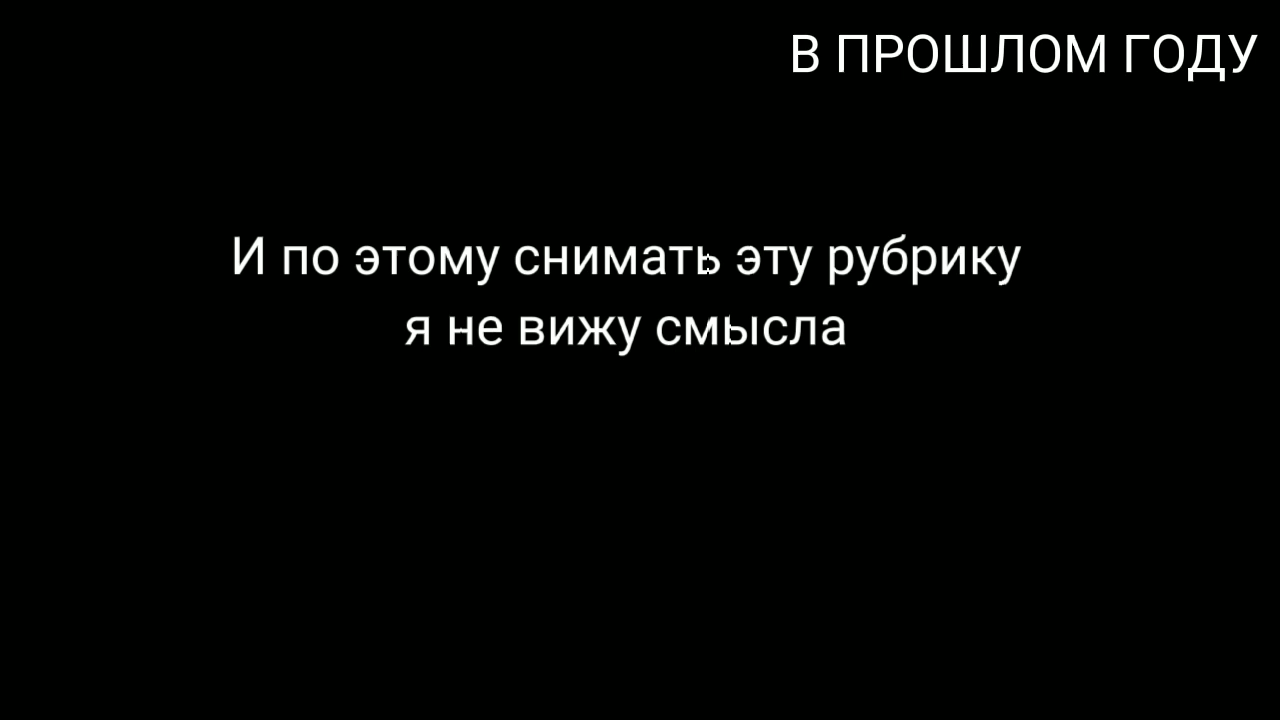 В ПРОШЛОМ ГОДУ
И по этому снимать эту рубрику
я не вижу смысла